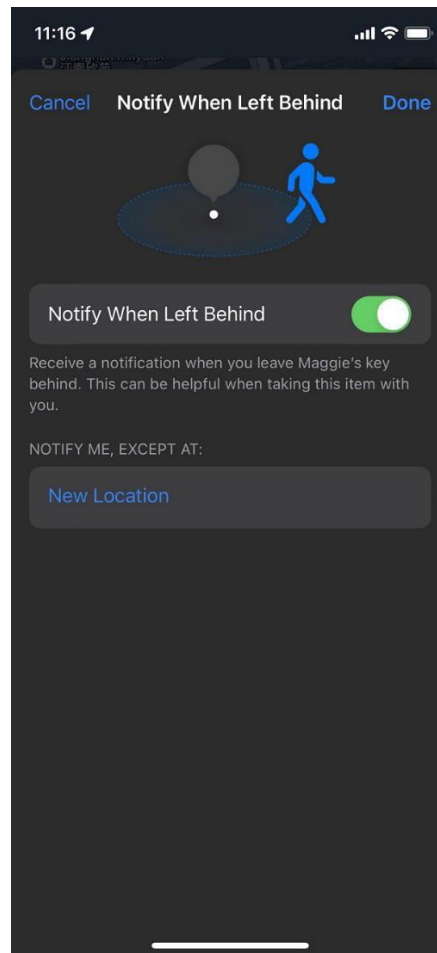 11:16
Cancel Notify When Left Behind Done
Notify When Left Behind
Receive a notification when you leave Maggie's key
behind. This can be helpful when taking this item with
you.
NOTIFY ME, EXCEPT AT:
New Location